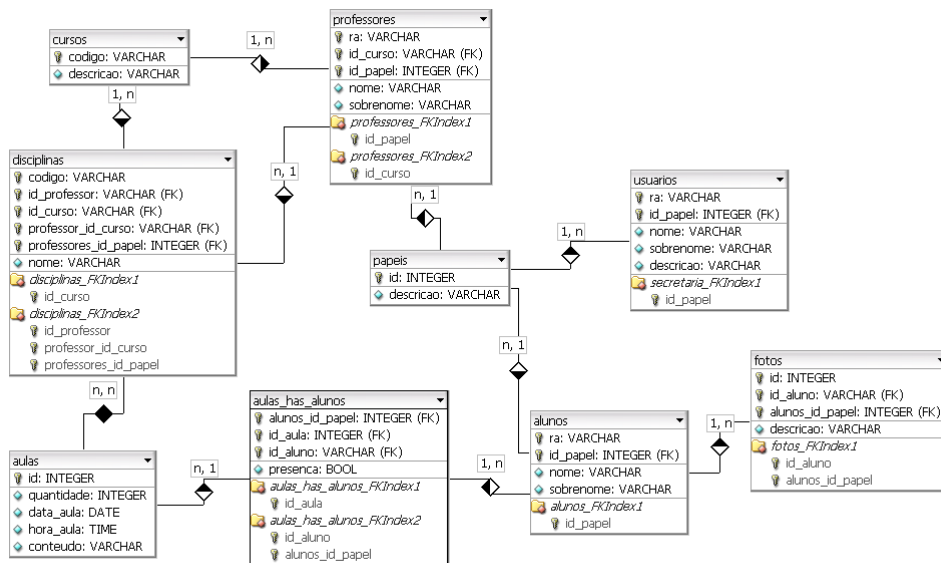 professores
ra: VARCHAR
id_curso: VARCHAR (FK)
id_papel: INTEGER (FK)
nome: VARCHAR
sobrenome: VARCHAR
professores_FKIndex1
id_papel
professores_FKIndex2
id_curso
cursos
codigo: VARCHAR
descricao: VARCHAR
1, n
1, n
disciplinas
codigo: VARCHAR
id_professor: VARCHAR (FK)
id_curso: VARCHAR (FK)
professor_id_curso: VARCHAR (FK)
professores_id_papel: INTEGER (FK)
nome: VARCHAR
disciplinas_FKIndex1
id_curso
disciplinas_FKIndex2
id_professor
professor_id_curso
professores_id_papel
n, 1
n, 1
usuarios
ra: VARCHAR
id_papel: INTEGER (FK)
nome: VARCHAR
sobrenome: VARCHAR
descricao: VARCHAR
secretaria_FKIndex1
id_papel
1, n
papeis
id: INTEGER
descricao: VARCHAR
n, 1
fotos
id: INTEGER
id_aluno: VARCHAR (FK)
alunos_id_papel: INTEGER (FK)
descricao: VARCHAR
fotos_FKIndex1
id_aluno
alunos_id_papel
n, n
aulas_has_alunos
alunos_id_papel: INTEGER (FK)
id_aula: INTEGER (FK)
id_aluno: VARCHAR (FK)
presenca: BOOL
aulas_has_alunos_FKIndex1
id_aula
aulas_has_alunos_FKIndex2
id_aluno
alunos_id_papel
alunos
ra: VARCHAR
id_papel: INTEGER (FK)
nome: VARCHAR
sobrenome: VARCHAR
alunos_FKIndex1
id_papel
1, n
aulas
id: INTEGER
quantidade: INTEGER
data_aula: DATE
hora_aula: TIME
conteudo: VARCHAR
n, 1
1, n